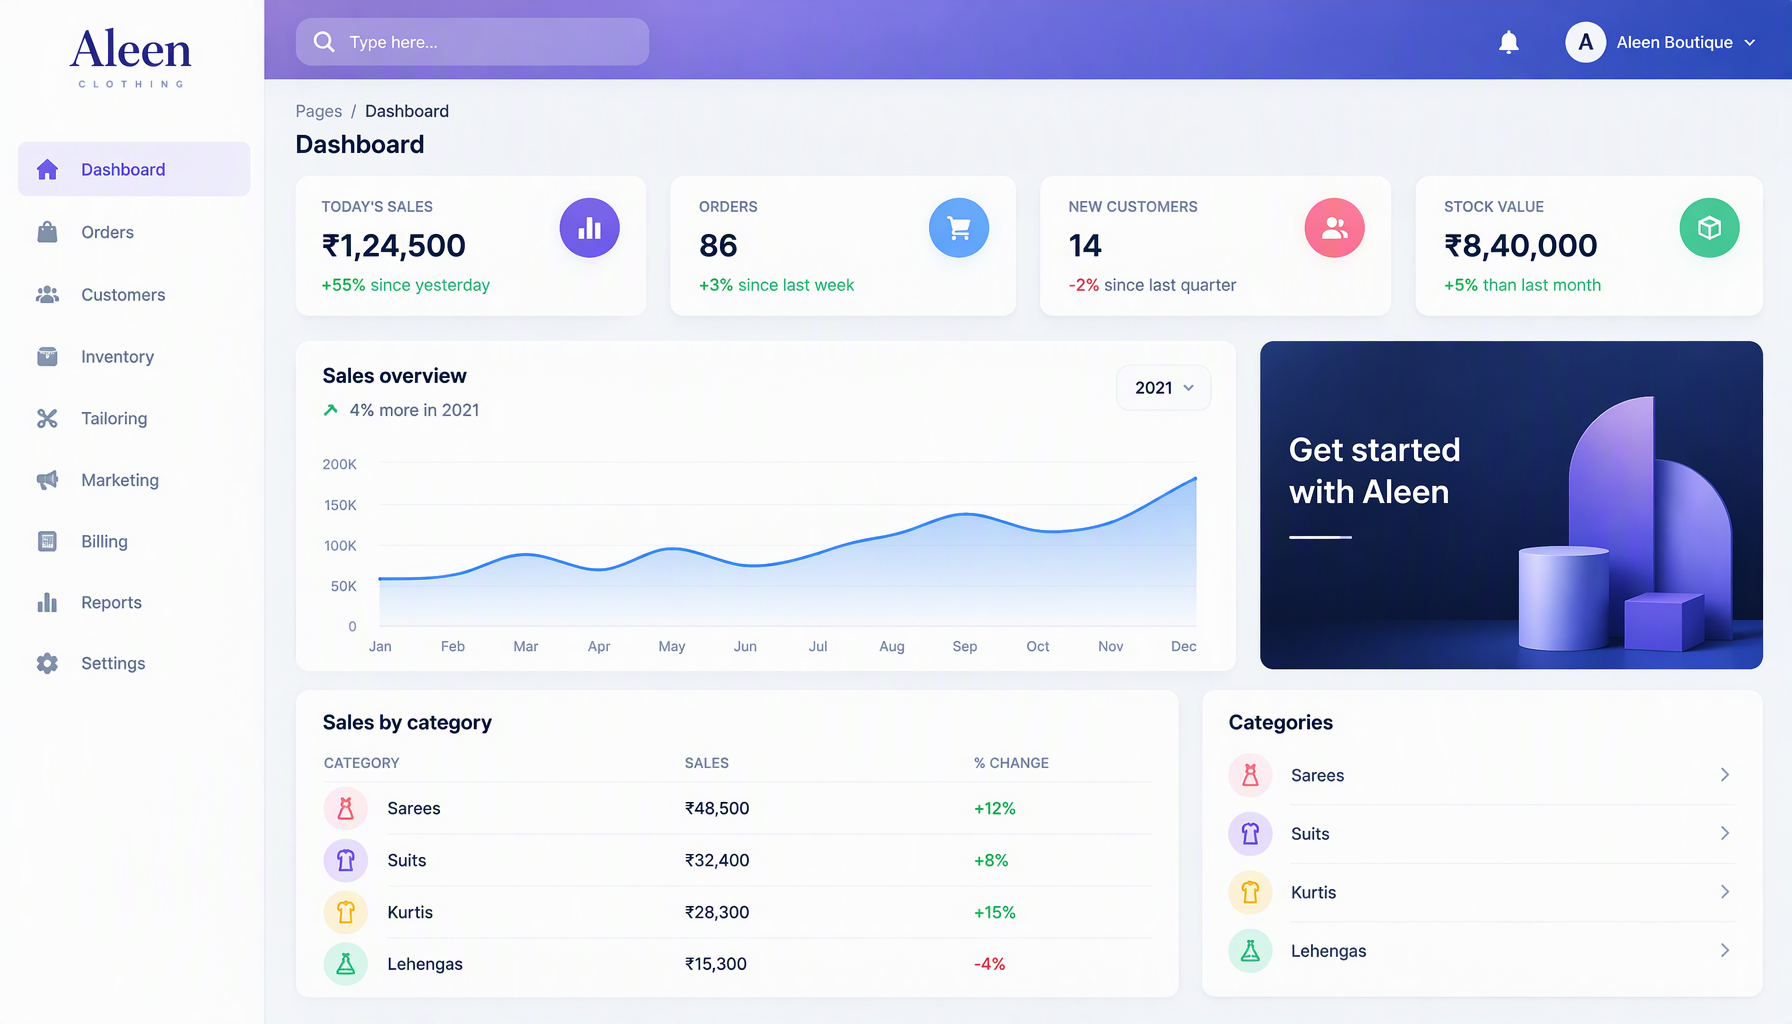 Aleen
CLOTHING
Dashboard
Orders
Customers
Inventory
Tailoring
Marketing
Billing
Reports
Settings
Type here...
A
Aleen Boutique
Pages / Dashboard
Dashboard
TODAY'S SALES
₹1,24,500
+55% since yesterday
ORDERS
86
+3% since last week
NEW CUSTOMERS
14
-2% since last quarter
STOCK VALUE
₹8,40,000
+5% than last month
Sales overview
4% more in 2021
2021
200K
150K
100K
50K
0
Jan Feb Mar Apr May Jun Jul Aug Sep Oct Nov Dec
Get started
with Aleen
Sales by category
CATEGORY SALES % CHANGE
Sarees ₹48,500 +12%
Suits ₹32,400 +8%
Kurtis ₹28,300 +15%
Lehengas ₹15,300 -4%
Categories
Sarees
Suits
Kurtis
Lehengas